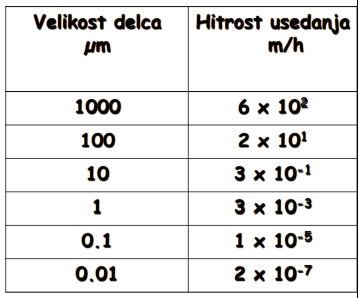 Velikost delca Hitrost usedanja
µm m/h
1000 6 x 10²
100 2 x 10¹
10 3 x 10⁻¹
1 3 x 10⁻³
0.1 1 x 10⁻⁵
0.01 2 x 10⁻⁷